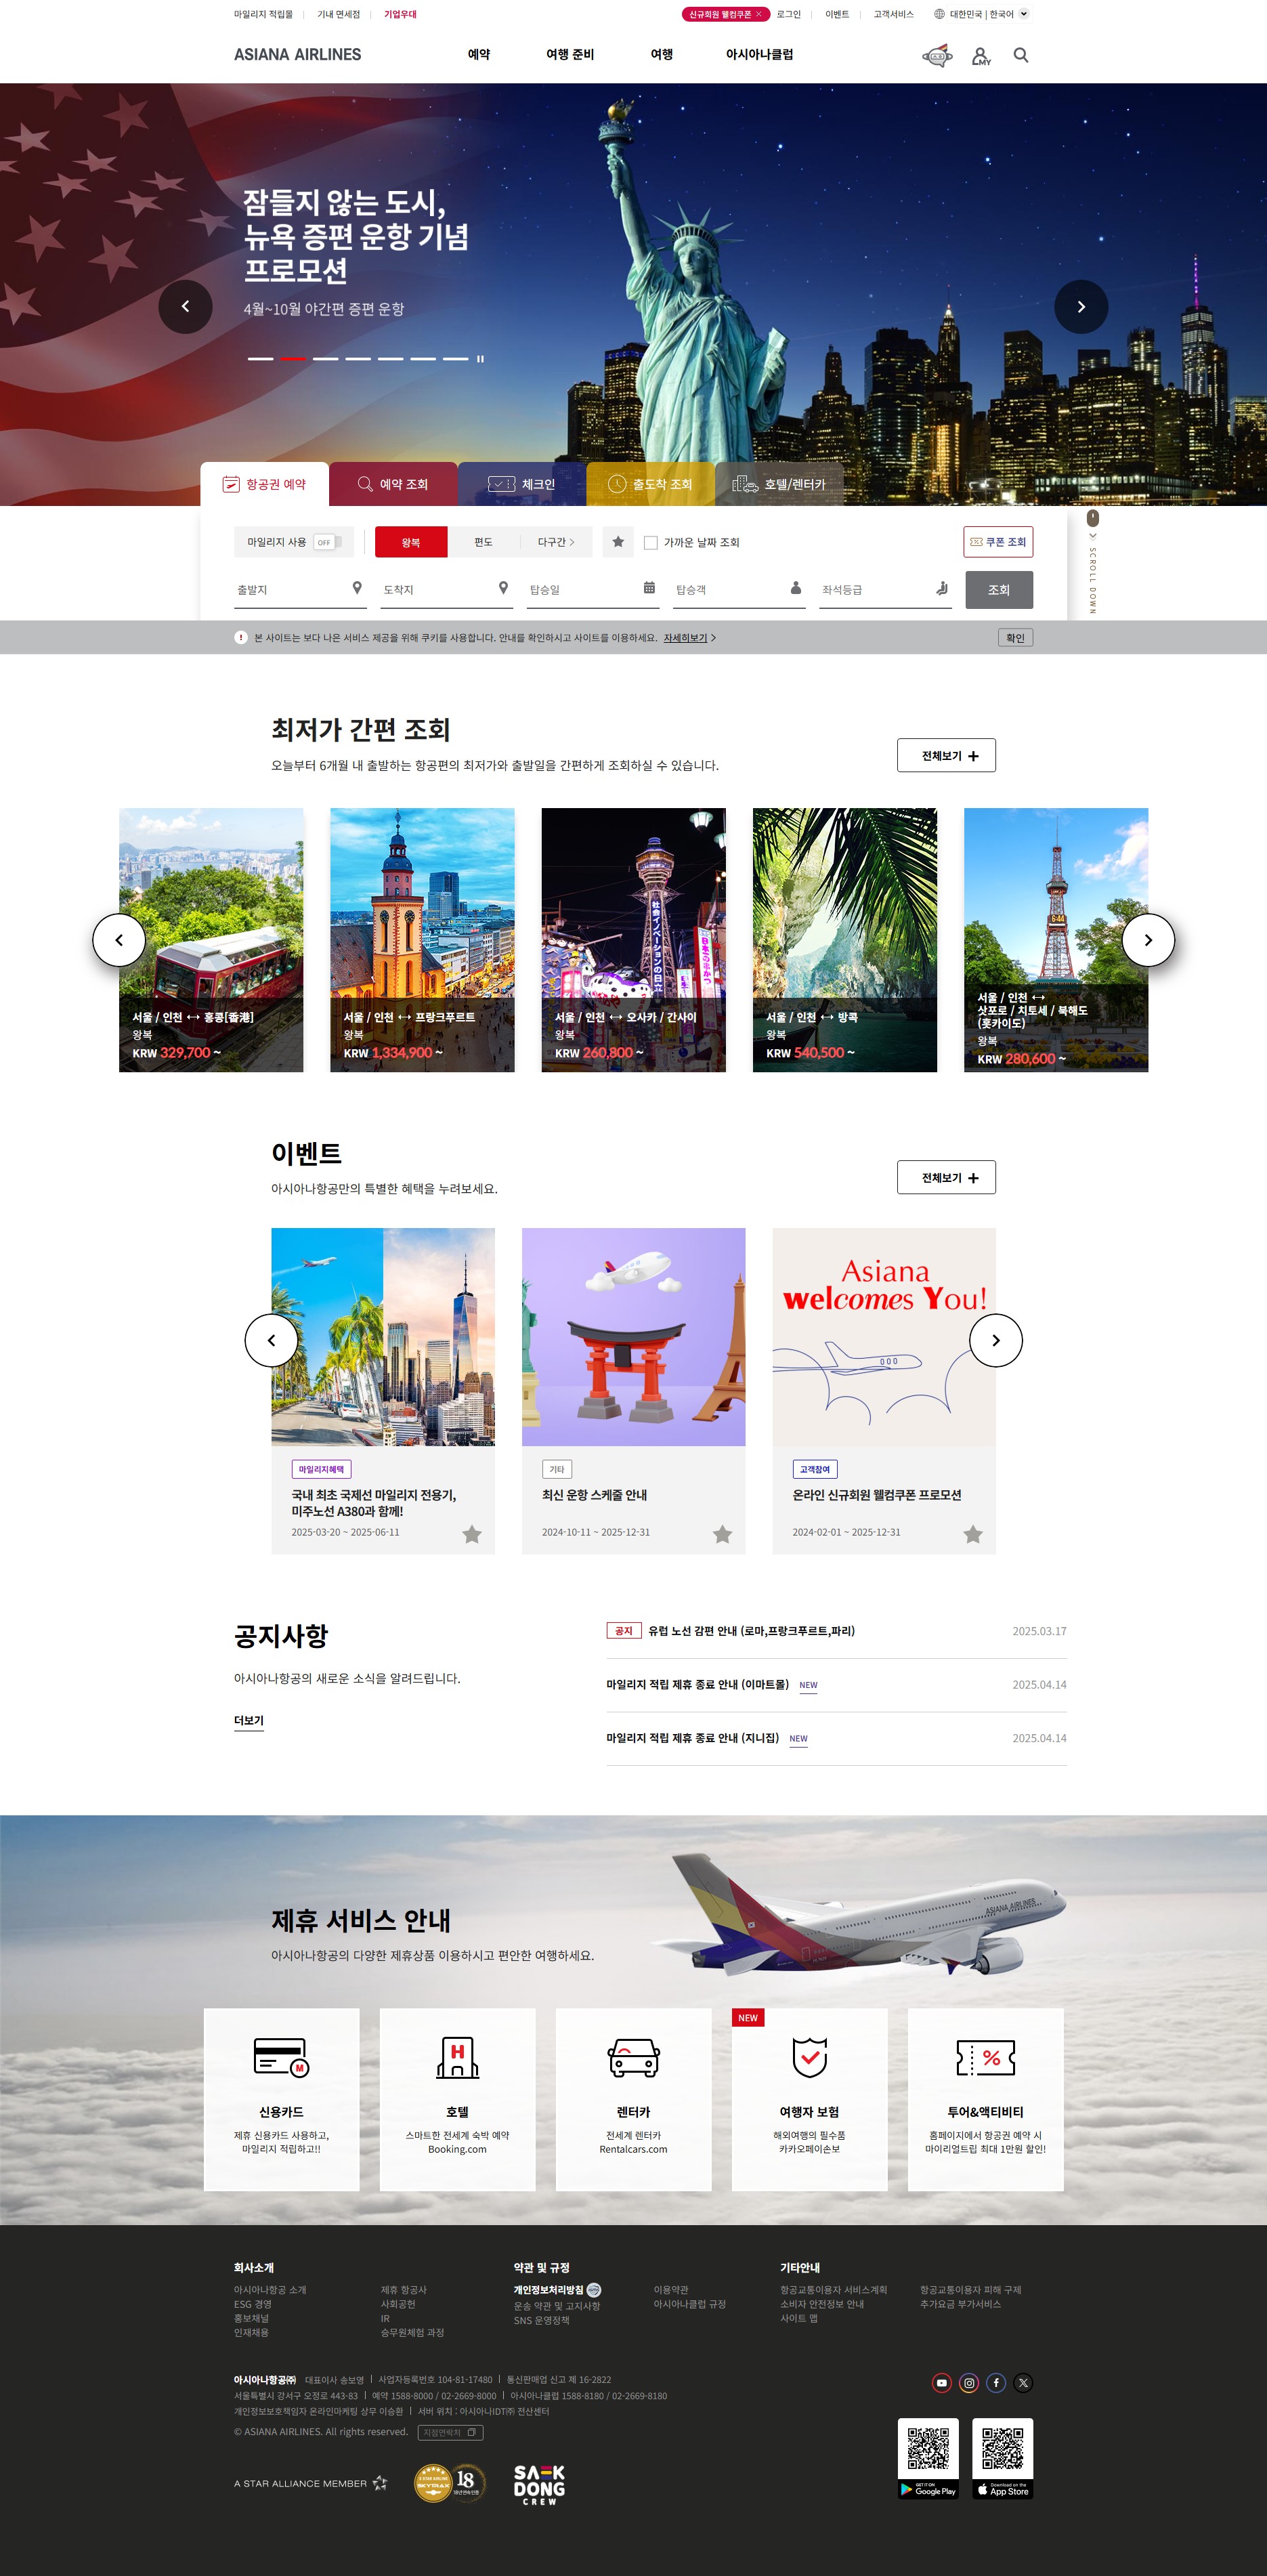 마일리지 적립몰
기내 면세점
기업우대
신규회원 웰컴쿠폰
로그인
이벤트
고객서비스
대한민국 | 한국어
ASIANA AIRLINES
예약
여행 준비
여행
아시아나클럽
MY
잠들지 않는 도시,
뉴욕 증편 운항 기념
프로모션
4월~10월 야간편 증편 운항
항공권 예약
예약 조회
체크인
출도착 조회
호텔/렌터카
마일리지 사용
OFF
왕복
편도
다구간
가까운 날짜 조회
쿠폰 조회
출발지
도착지
탑승일
탑승객
좌석등급
조회
SCROLL DOWN
본 사이트는 보다 나은 서비스 제공을 위해 쿠키를 사용합니다. 안내를 확인하시고 사이트를 이용하세요. 자세히보기
확인
최저가 간편 조회
오늘부터 6개월 내 출발하는 항공편의 최저가와 출발일을 간편하게 조회하실 수 있습니다.
전체보기
서울 / 인천 ↔ 홍콩[香港]
왕복
KRW 329,700 ~
서울 / 인천 ↔ 프랑크푸르트
왕복
KRW 1,334,900 ~
社会イノベーションの日立
서울 / 인천 ↔ 오사카 / 간사이
왕복
KRW 260,800 ~
서울 / 인천 ↔ 방콕
왕복
KRW 540,500 ~
6:44
서울 / 인천 ↔
삿포로 / 치토세 / 북해도
(홋카이도)
왕복
KRW 280,600 ~
이벤트
아시아나항공만의 특별한 혜택을 누려보세요.
전체보기
마일리지혜택
국내 최초 국제선 마일리지 전용기,
미주노선 A380과 함께!
2025-03-20 ~ 2025-06-11
기타
최신 운항 스케줄 안내
2024-10-11 ~ 2025-12-31
Asiana
welcomes You!
고객참여
온라인 신규회원 웰컴쿠폰 프로모션
2024-02-01 ~ 2025-12-31
공지사항
아시아나항공의 새로운 소식을 알려드립니다.
더보기
공지 유럽 노선 감편 안내 (로마,프랑크푸르트,파리) 2025.03.17
마일리지 적립 제휴 종료 안내 (이마트몰) NEW 2025.04.14
마일리지 적립 제휴 종료 안내 (지니집) NEW 2025.04.14
제휴 서비스 안내
아시아나항공의 다양한 제휴상품 이용하시고 편안한 여행하세요.
ASIANA AIRLINES
M
신용카드
제휴 신용카드 사용하고,
마일리지 적립하고!!
H
호텔
스마트한 전세계 숙박 예약
Booking.com
렌터카
전세계 렌터카
Rentalcars.com
NEW
여행자 보험
해외여행의 필수품
카카오페이손보
%
투어&액티비티
홈페이지에서 항공권 예약 시
마이리얼트립 최대 1만원 할인!
회사소개
아시아나항공 소개
ESG 경영
홍보채널
인재채용
제휴 항공사
사회공헌
IR
승무원체험 과정
약관 및 규정
개인정보처리방침
운송 약관 및 고지사항
SNS 운영정책
이용약관
아시아나클럽 규정
기타안내
항공교통이용자 서비스계획
소비자 안전정보 안내
사이트 맵
항공교통이용자 피해 구제
추가요금 부가서비스
아시아나항공㈜ 대표이사 송보영 | 사업자등록번호 104-81-17480 | 통신판매업 신고 제 16-2822
서울특별시 강서구 오정로 443-83 | 예약 1588-8000 / 02-2669-8000 | 아시아나클럽 1588-8180 / 02-2669-8180
개인정보보호책임자 온라인마케팅 상무 이승환 | 서버 위치 : 아시아나IDT㈜ 전산센터
© ASIANA AIRLINES. All rights reserved.
지점연락처
A STAR ALLIANCE MEMBER
SKYTRAX
18
SAEK
DONG
CREW
GET IT ON
Google Play
Download on the
App Store